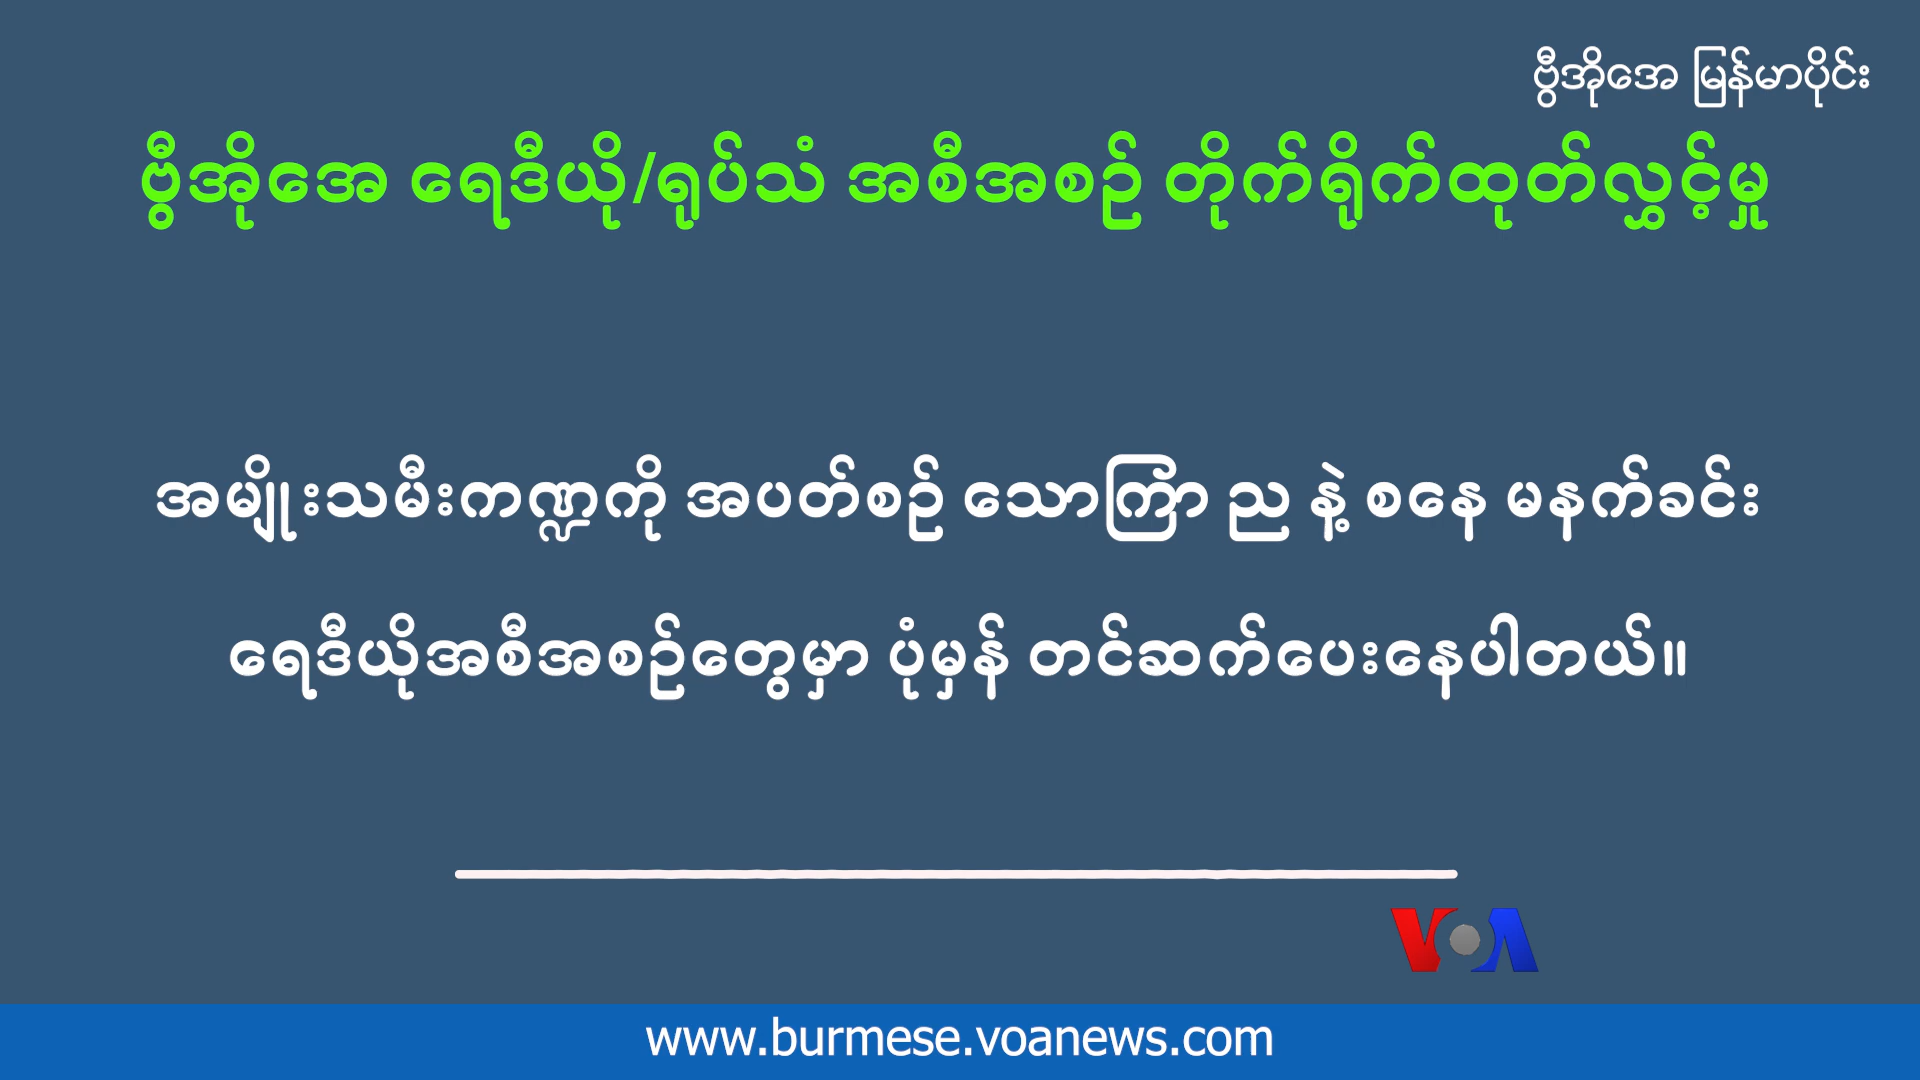 ဗွီအိုအေ မြန်မာပိုင်း
ဗွီအိုအေ ရေဒီယို/ရုပ်သံ အစီအစဉ် တိုက်ရိုက်ထုတ်လွှင့်မှု
အမျိုးသမီးကဏ္ဍကို အပတ်စဉ် သောကြာ ည နဲ့ စနေ မနက်ခင်း
ရေဒီယိုအစီအစဉ်တွေမှာ ပုံမှန် တင်ဆက်ပေးနေပါတယ်။
VOA
www.burmese.voanews.com